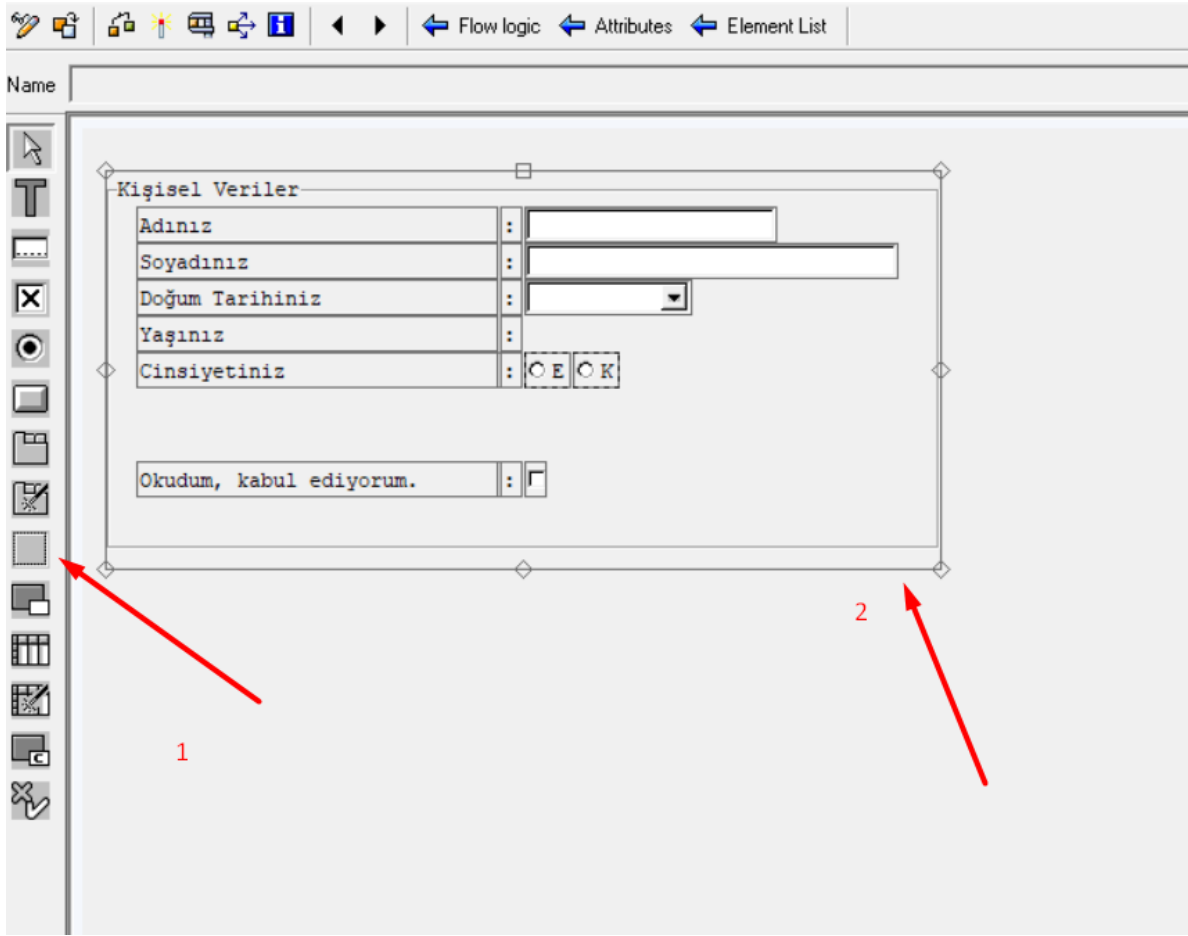 Flow logic Attributes Element List
Name
Kişisel Veriler
Adınız :
Soyadınız :
Doğum Tarihiniz :
Yaşınız :
Cinsiyetiniz : E K
Okudum, kabul ediyorum. :
2
1